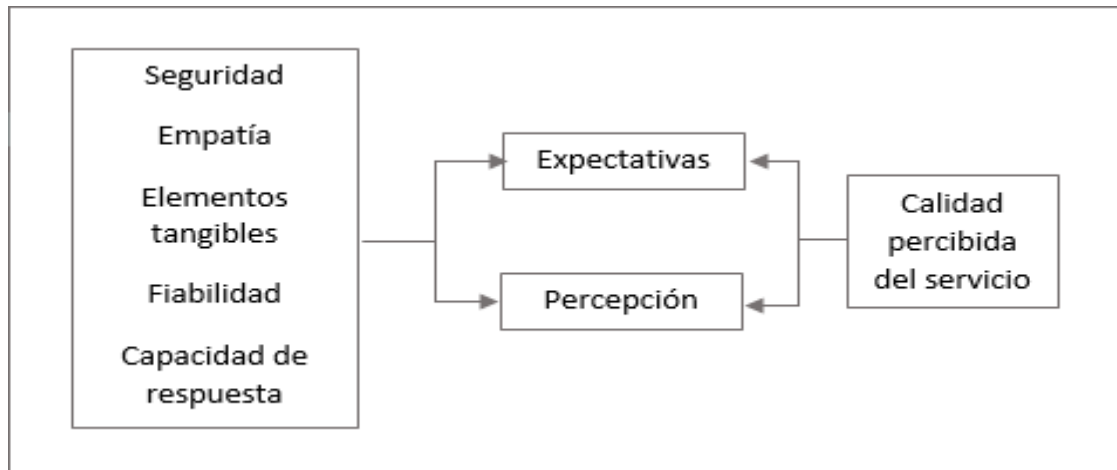 Seguridad
Empatía
Elementos
tangibles
Fiabilidad
Capacidad de
respuesta
Expectativas
Percepción
Calidad
percibida
del servicio